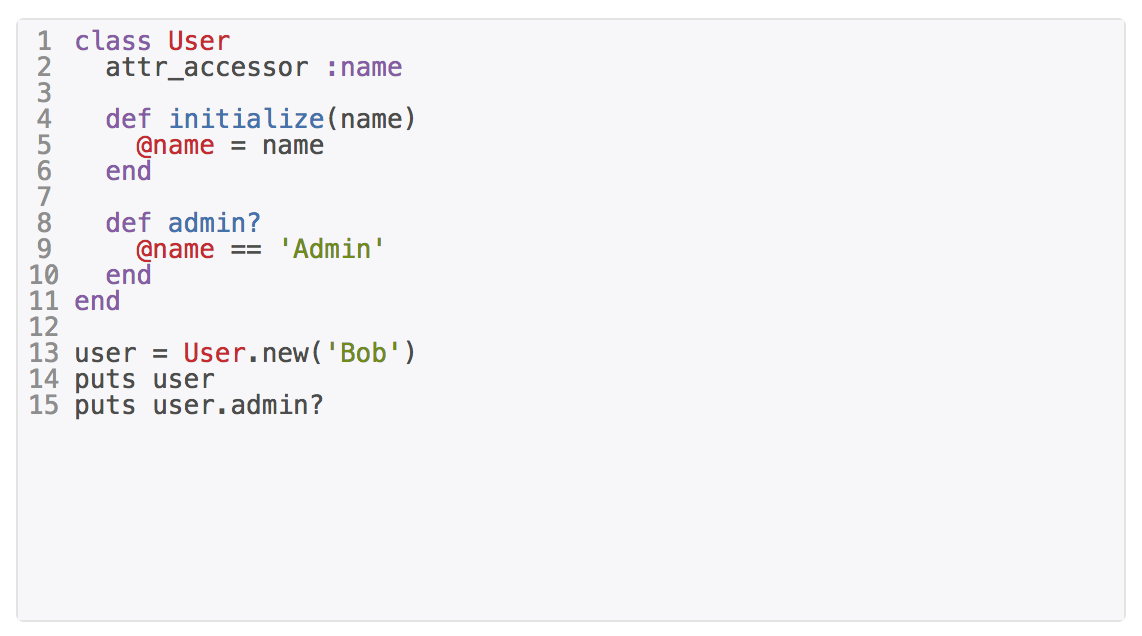 1 class User
2   attr_accessor :name
3
4   def initialize(name)
5     @name = name
6   end
7
8   def admin?
9     @name == 'Admin'
10   end
11 end
12
13 user = User.new('Bob')
14 puts user
15 puts user.admin?